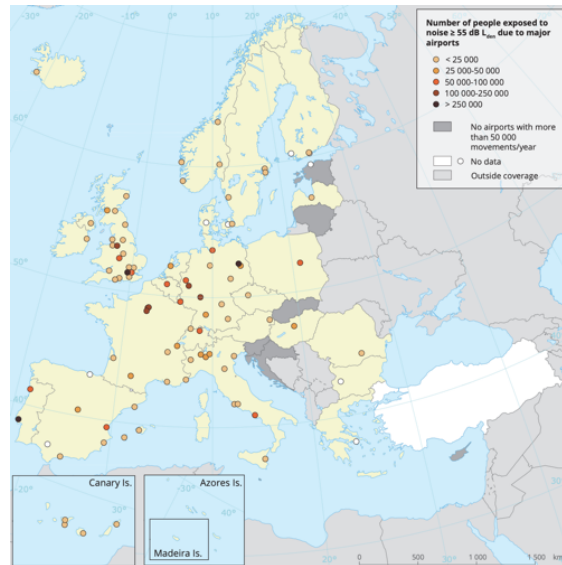 Number of people exposed to
noise ≥ 55 dB Lden due to major
airports
< 25 000
25 000-50 000
50 000-100 000
100 000-250 000
> 250 000
No airports with more
than 50 000
movements/year
No data
Outside coverage
60°
50°
40°
Canary Is.
-20°
30°
Azores Is.
-30°
Madeira Is.
0 500 1 000 1 500 km
20°
30°
40°